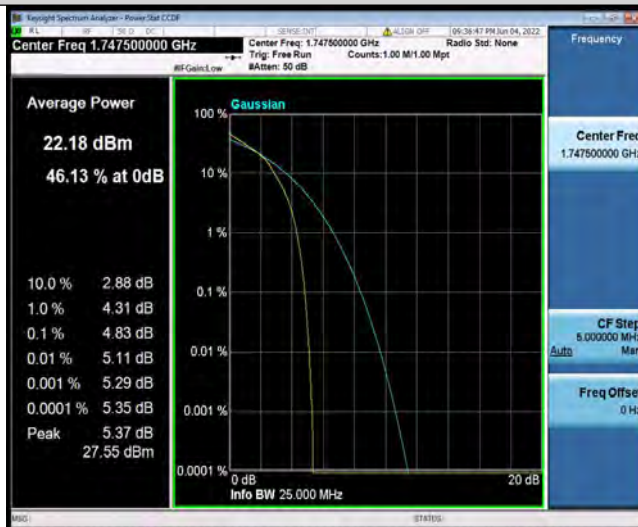 Keysight Spectrum Analyzer - Power Stat CCDF
RL RF 50 Ω DC SENSE:INT ALIGN OFF 09:36:47 PM Jun 04, 2022
Center Freq 1.747500000 GHz
Center Freq: 1.747500000 GHz Radio Std: None
Trig: Free Run Counts:1.00 M/1.00 Mpt
#IFGain:Low #Atten: 50 dB
Frequency
Average Power
22.18 dBm
46.13 % at 0dB
10.0 % 2.88 dB
1.0 % 4.31 dB
0.1 % 4.83 dB
0.01 % 5.11 dB
0.001 % 5.29 dB
0.0001 % 5.35 dB
Peak 5.37 dB
27.55 dBm
Gaussian
100 %
10 %
1 %
0.1 %
0.01 %
0.001 %
0.0001 %
0 dB 20 dB
Info BW 25.000 MHz
Center Freq
1.747500000 GHz
CF Step
5.000000 MHz
Auto Man
Freq Offset
0 Hz
MSG STATUS